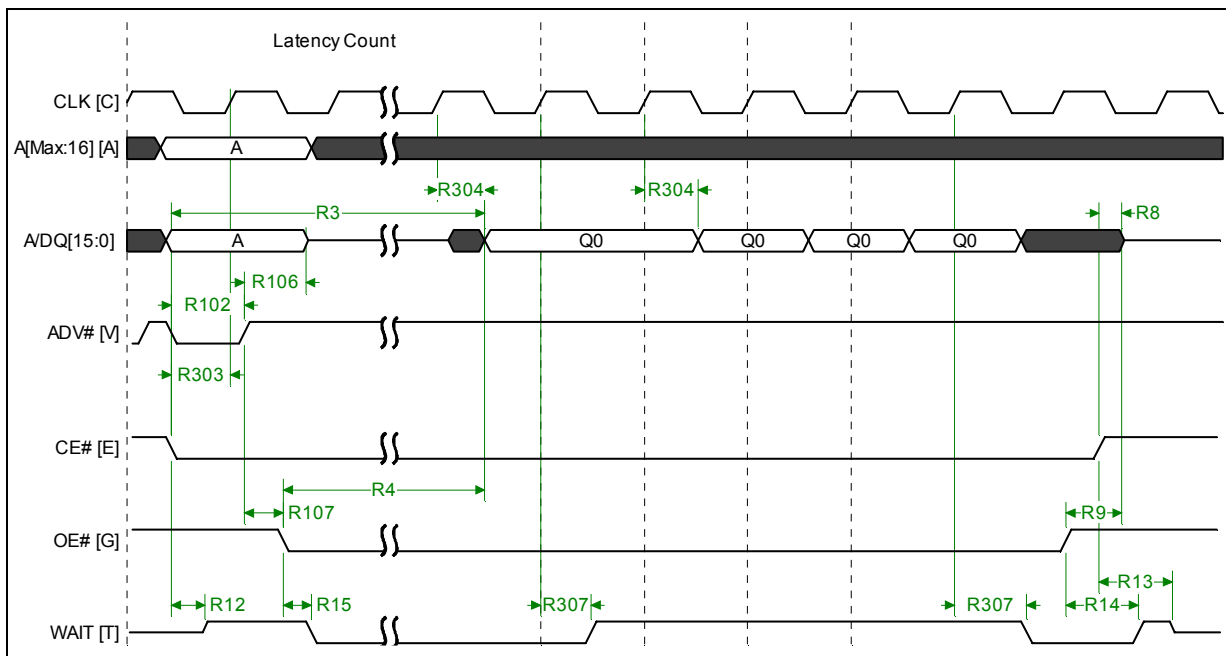 Latency Count
CLK [C]
A[Max:16] [A]
A
R304
R304
R3
R8
A/DQ[15:0]
A
Q0
Q0
Q0
Q0
R106
R102
ADV# [V]
R303
CE# [E]
R4
R107
R9
OE# [G]
R13
R12
R15
R307
R307
R14
WAIT [T]